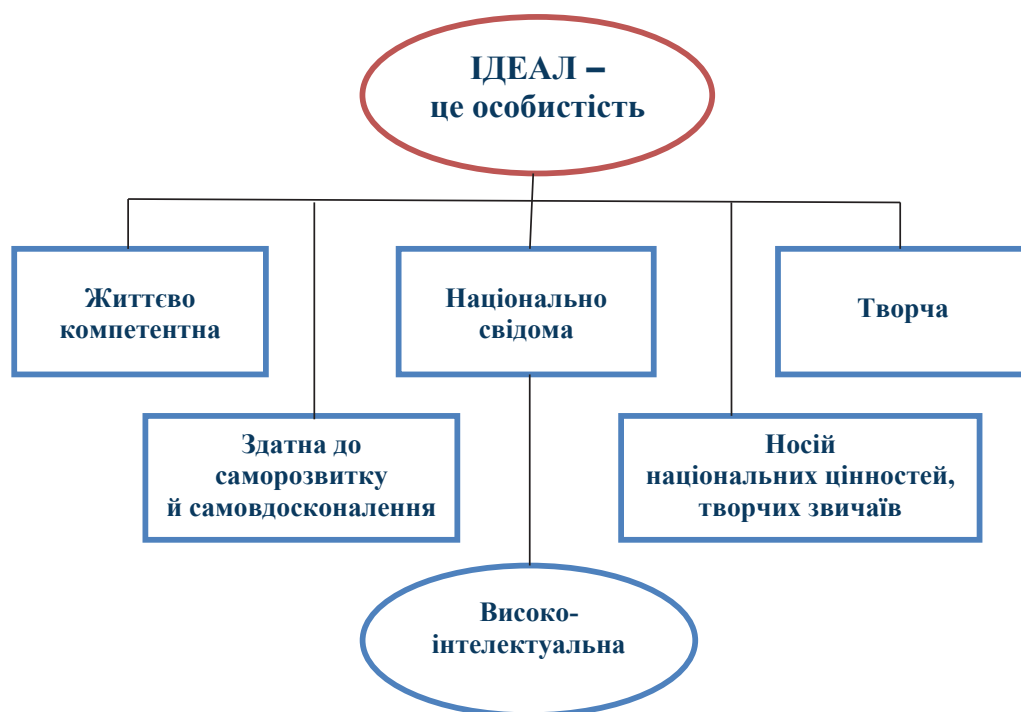 ІДЕАЛ –
це особистість
Життєво
компетентна
Національно
свідома
Творча
Здатна до
саморозвитку
й самовдосконалення
Носій
національних цінностей,
творчих звичаїв
Високо-
інтелектуальна